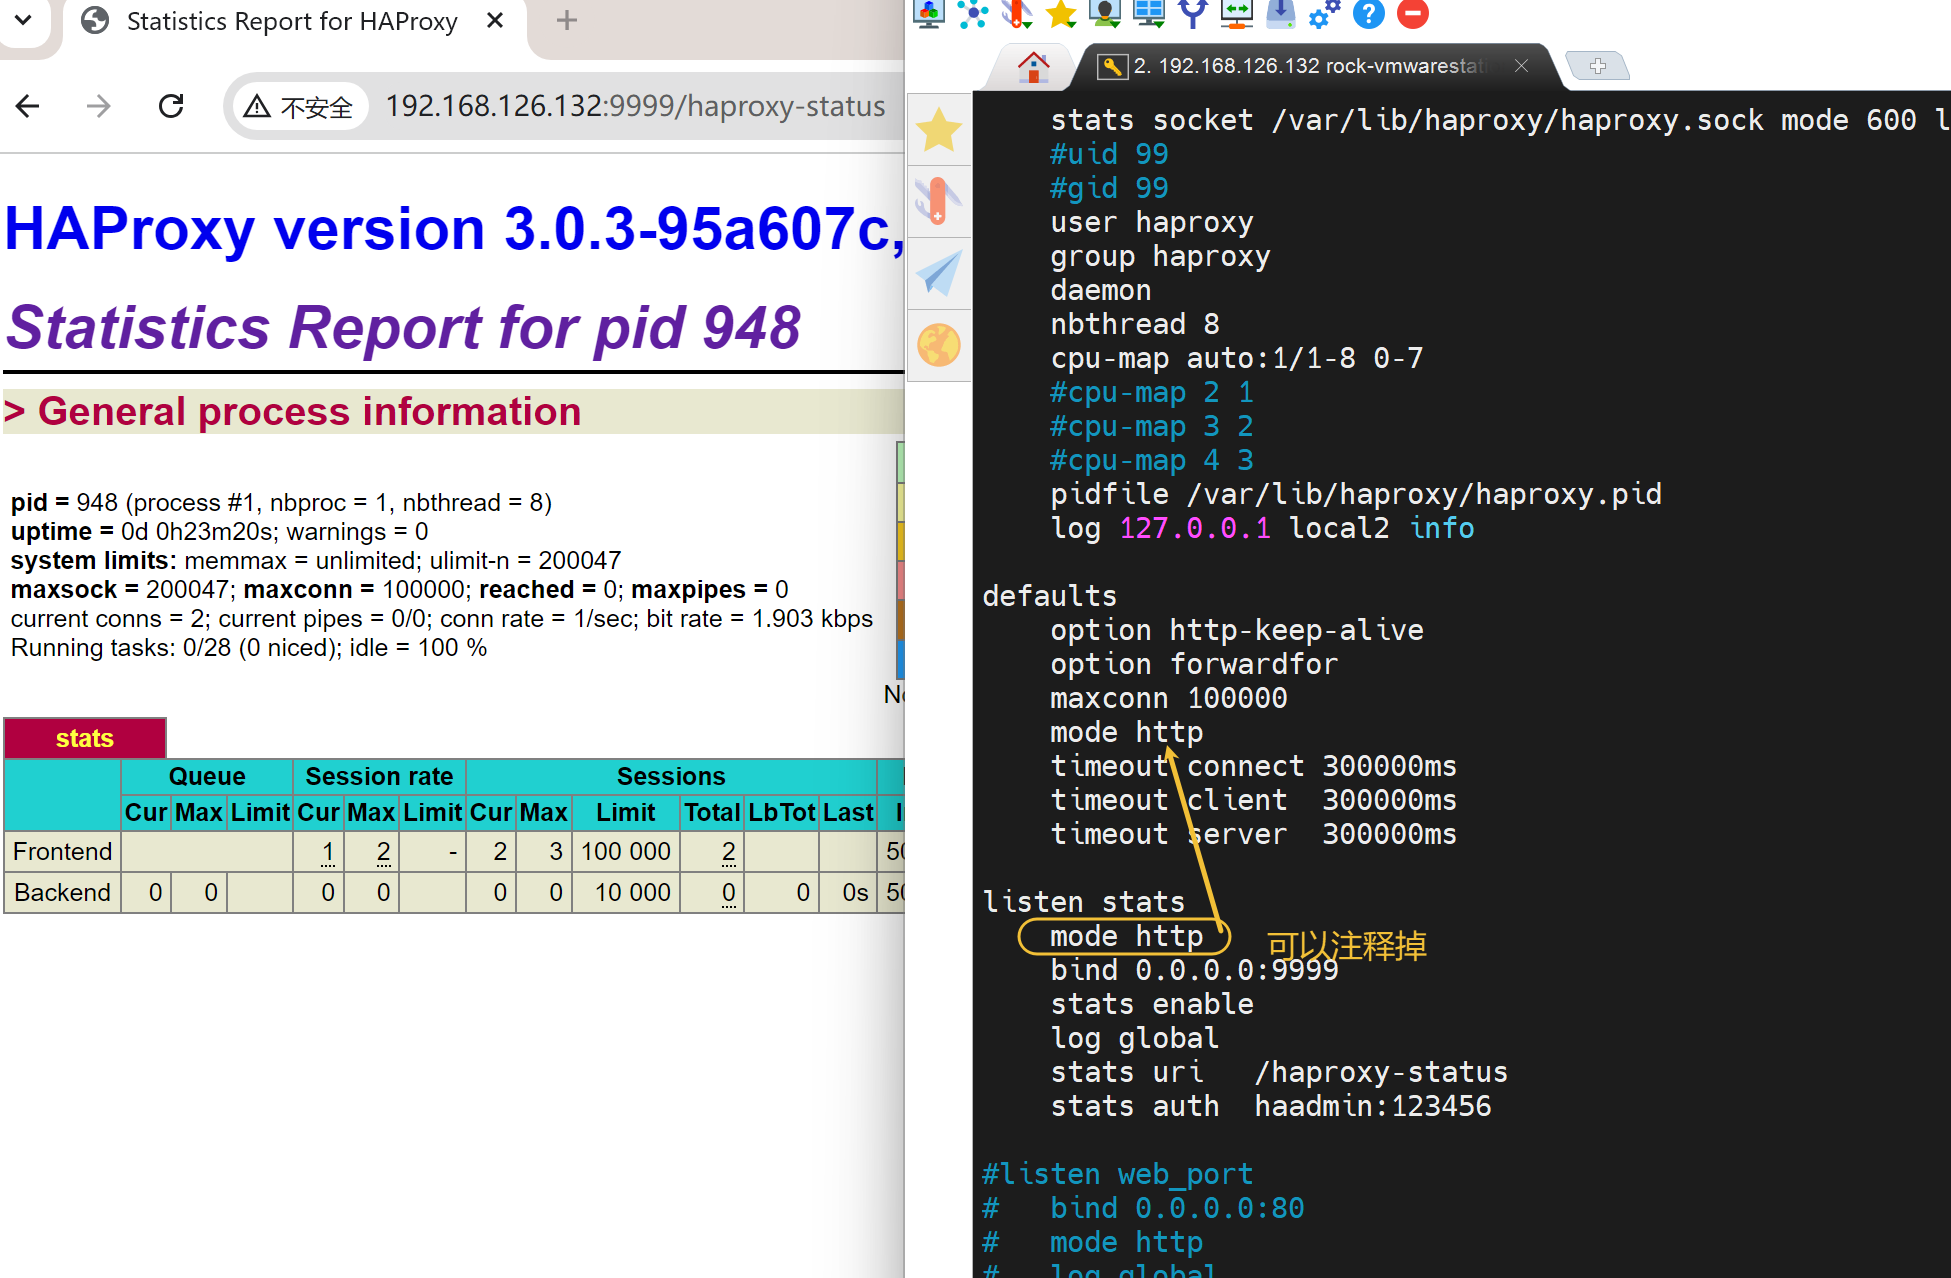 Statistics Report for HAProxy
不安全
192.168.126.132:9999/haproxy-status
HAProxy version 3.0.3-95a607c,
Statistics Report for pid 948
> General process information
pid = 948 (process #1, nbproc = 1, nbthread = 8)
uptime = 0d 0h23m20s; warnings = 0
system limits: memmax = unlimited; ulimit-n = 200047
maxsock = 200047; maxconn = 100000; reached = 0; maxpipes = 0
current conns = 2; current pipes = 0/0; conn rate = 1/sec; bit rate = 1.903 kbps
Running tasks: 0/28 (0 niced); idle = 100 %
stats
Queue Session rate Sessions
Cur Max Limit Cur Max Limit Cur Max Limit Total LbTot Last
Frontend 1 2 - 2 3 100 000 2
Backend 0 0 0 0 0 0 10 000 0 0 0s
2. 192.168.126.132 rock-vmwarestati
stats socket /var/lib/haproxy/haproxy.sock mode 600 l
#uid 99
#gid 99
user haproxy
group haproxy
daemon
nbthread 8
cpu-map auto:1/1-8 0-7
#cpu-map 2 1
#cpu-map 3 2
#cpu-map 4 3
pidfile /var/lib/haproxy/haproxy.pid
log 127.0.0.1 local2 info
defaults
option http-keep-alive
option forwardfor
maxconn 100000
mode http
timeout connect 300000ms
timeout client 300000ms
timeout server 300000ms
listen stats
mode http
可以注释掉
bind 0.0.0.0:9999
stats enable
log global
stats uri /haproxy-status
stats auth haadmin:123456
#listen web_port
# bind 0.0.0.0:80
# mode http
# log global